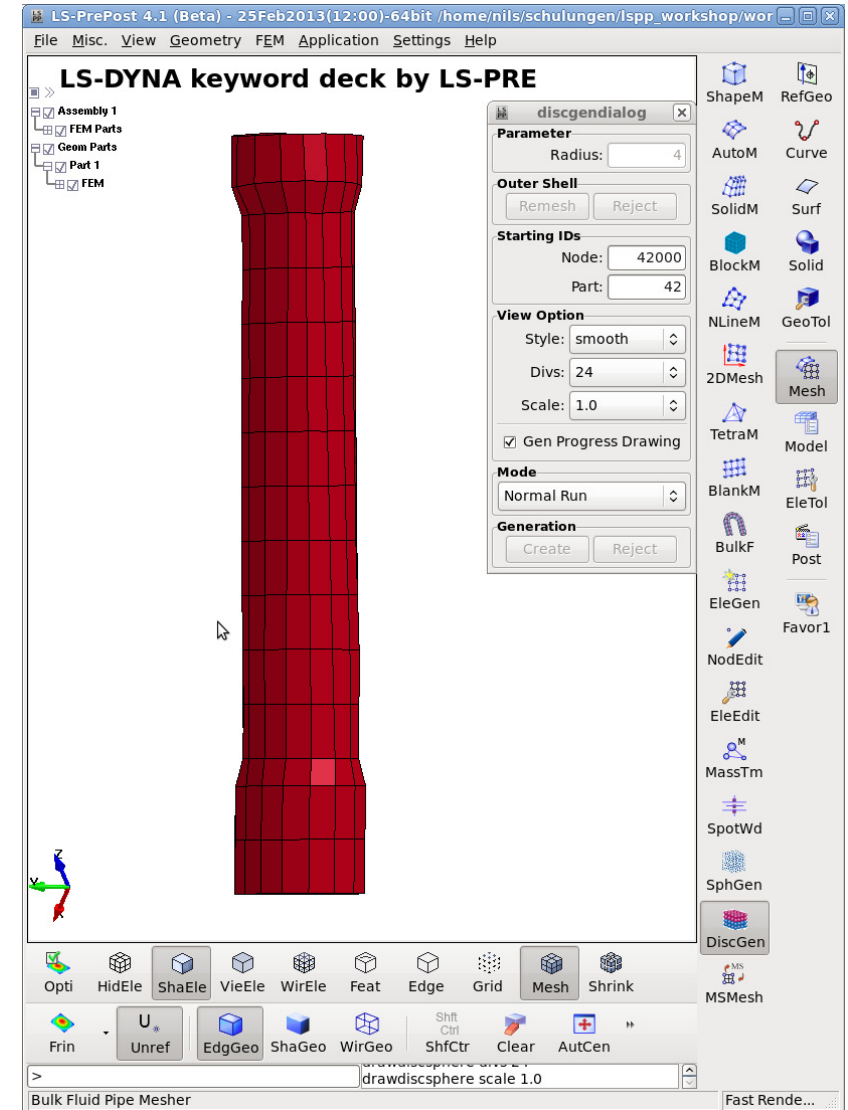 LS-PrePost 4.1 (Beta) - 25Feb2013(12:00)-64bit /home/nils/schulungen/lspp_workshop/wor
File Misc. View Geometry FEM Application Settings Help
LS-DYNA keyword deck by LS-PRE
Assembly 1
FEM Parts
Geom Parts
Part 1
FEM
discgendialog
Parameter
Radius: 4
Outer Shell
Remesh Reject
Starting IDs
Node: 42000
Part: 42
View Option
Style: smooth
Divs: 24
Scale: 1.0
Gen Progress Drawing
Mode
Normal Run
Generation
Create Reject
ShapeM RefGeo
AutoM Curve
SolidM Surf
BlockM Solid
NLineM GeoTol
2DMesh Mesh
TetraM Model
BlankM EleTol
BulkF Post
EleGen Favor1
NodEdit
EleEdit
MassTm
SpotWd
SphGen
DiscGen
MS
MSMesh
Z
Y
X
Opti HidEle ShaEle VieEle WirEle Feat Edge Grid Mesh Shrink
Frin Unref EdgGeo ShaGeo WirGeo Shft Ctrl ShfCtr Clear AutCen
>
drawdiscsphere divs 24
drawdiscsphere scale 1.0
Bulk Fluid Pipe Mesher Fast Rende...